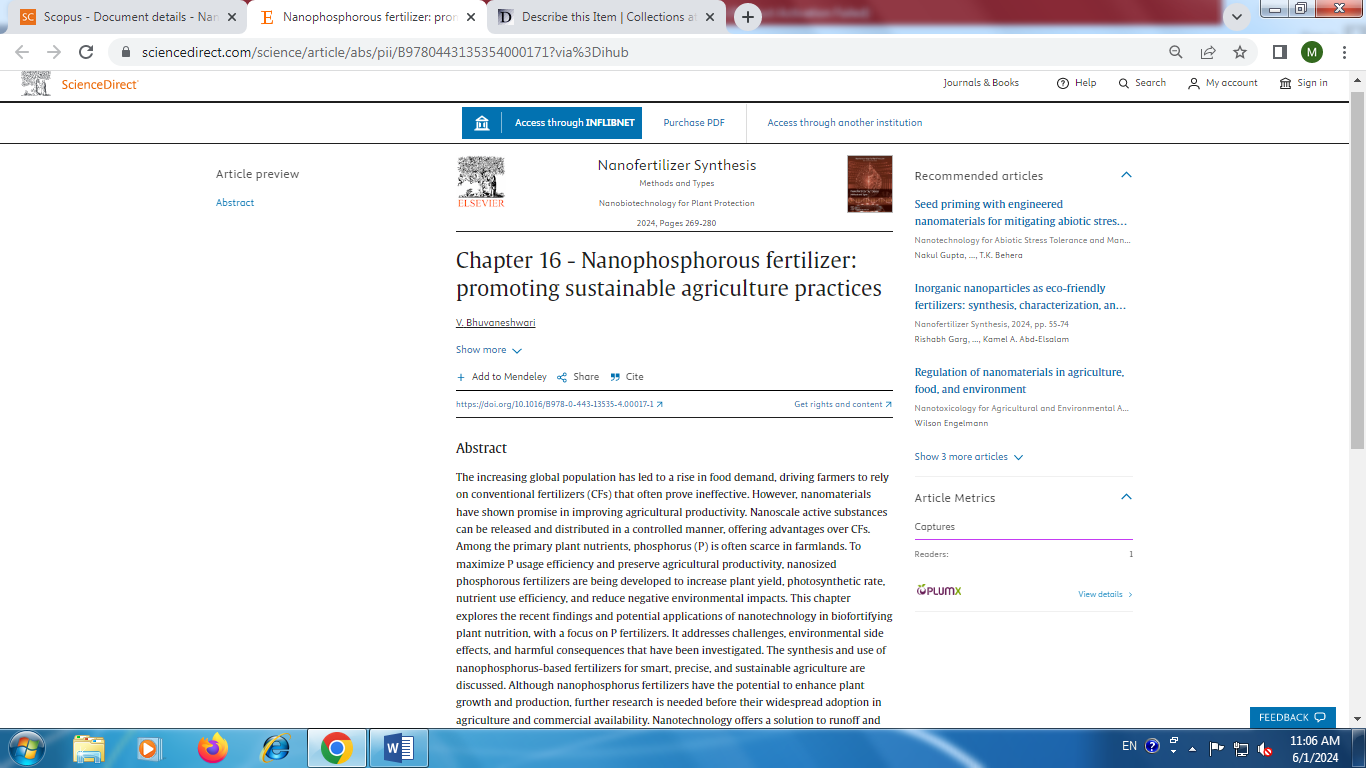 Scopus - Document details - Nan
Nanophosphorous fertilizer: prom
Describe this Item | Collections at
sciencedirect.com/science/article/abs/pii/B9780443135354000171?via%3Dihub
M
ScienceDirect
Journals & Books
Help
Search
My account
Sign in
Access through INFLIBNET
Purchase PDF
Access through another institution
Article preview
Abstract
ELSEVIER
Nanofertilizer Synthesis
Methods and Types
Nanobiotechnology for Plant Protection
2024, Pages 269-280
Chapter 16 - Nanophosphorous fertilizer:
promoting sustainable agriculture practices
V. Bhuvaneshwari
Show more
Add to Mendeley
Share
Cite
https://doi.org/10.1016/B978-0-443-13535-4.00017-1
Get rights and content
Abstract
The increasing global population has led to a rise in food demand, driving farmers to rely
on conventional fertilizers (CFs) that often prove ineffective. However, nanomaterials
have shown promise in improving agricultural productivity. Nanoscale active substances
can be released and distributed in a controlled manner, offering advantages over CFs.
Among the primary plant nutrients, phosphorus (P) is often scarce in farmlands. To
maximize P usage efficiency and preserve agricultural productivity, nanosized
phosphorous fertilizers are being developed to increase plant yield, photosynthetic rate,
nutrient use efficiency, and reduce negative environmental impacts. This chapter
explores the recent findings and potential applications of nanotechnology in biofortifying
plant nutrition, with a focus on P fertilizers. It addresses challenges, environmental side
effects, and harmful consequences that have been investigated. The synthesis and use of
nanophosphorus-based fertilizers for smart, precise, and sustainable agriculture are
discussed. Although nanophosphorus fertilizers have the potential to enhance plant
growth and production, further research is needed before their widespread adoption in
agriculture and commercial availability. Nanotechnology offers a solution to runoff and
Recommended articles
Seed priming with engineered
nanomaterials for mitigating abiotic stres…
Nanotechnology for Abiotic Stress Tolerance and Man…
Nakul Gupta, …, T.K. Behera
Inorganic nanoparticles as eco-friendly
fertilizers: synthesis, characterization, an…
Nanofertilizer Synthesis, 2024, pp. 55-74
Rishabh Garg, …, Kamel A. Abd-Elsalam
Regulation of nanomaterials in agriculture,
food, and environment
Nanotoxicology for Agricultural and Environmental A…
Wilson Engelmann
Show 3 more articles
Article Metrics
Captures
Readers: 1
PLUMX
View details
FEEDBACK
EN
11:06 AM
6/1/2024